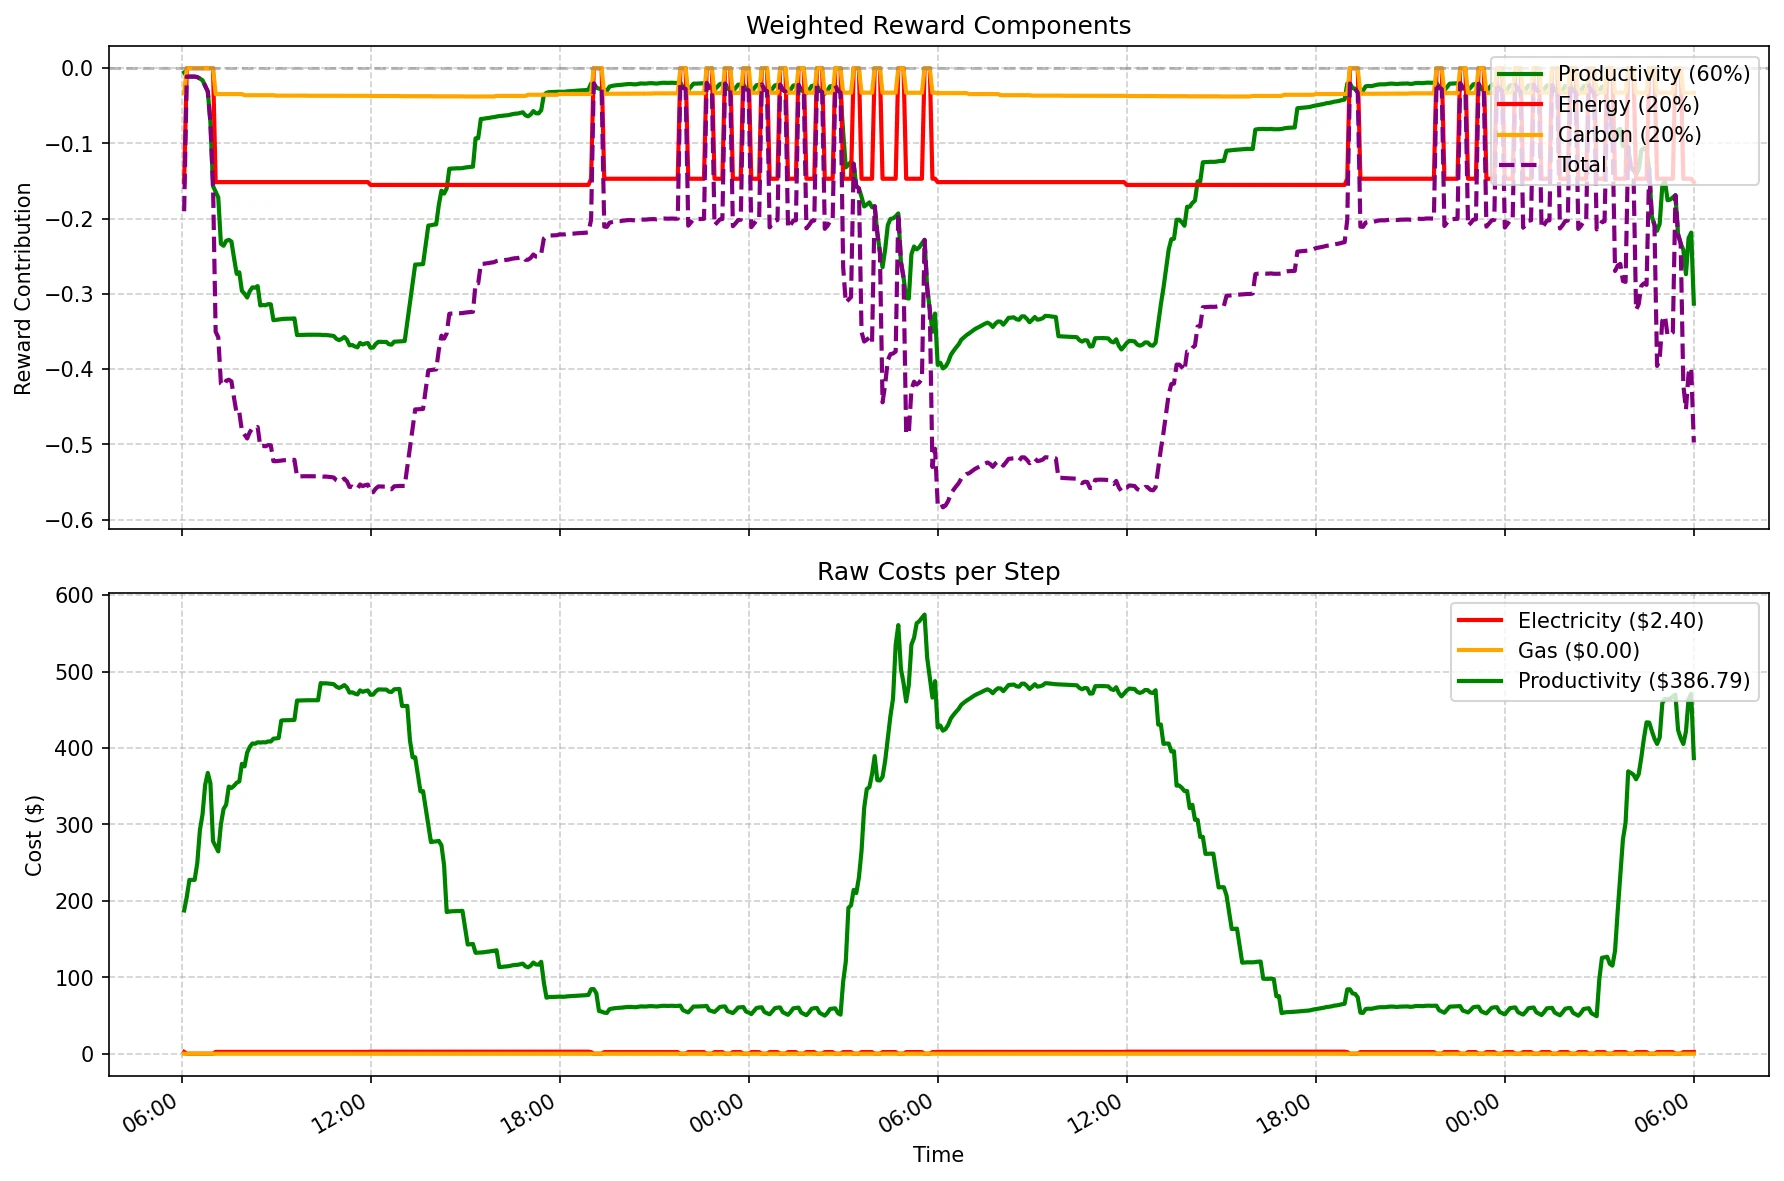 Weighted Reward Components
Reward Contribution
0.0
−0.1
−0.2
−0.3
−0.4
−0.5
−0.6
Productivity (60%)
Energy (20%)
Carbon (20%)
Total
Raw Costs per Step
Cost ($)
600
500
400
300
200
100
0
Electricity ($2.40)
Gas ($0.00)
Productivity ($386.79)
06:00
12:00
18:00
00:00
06:00
12:00
18:00
00:00
06:00
Time